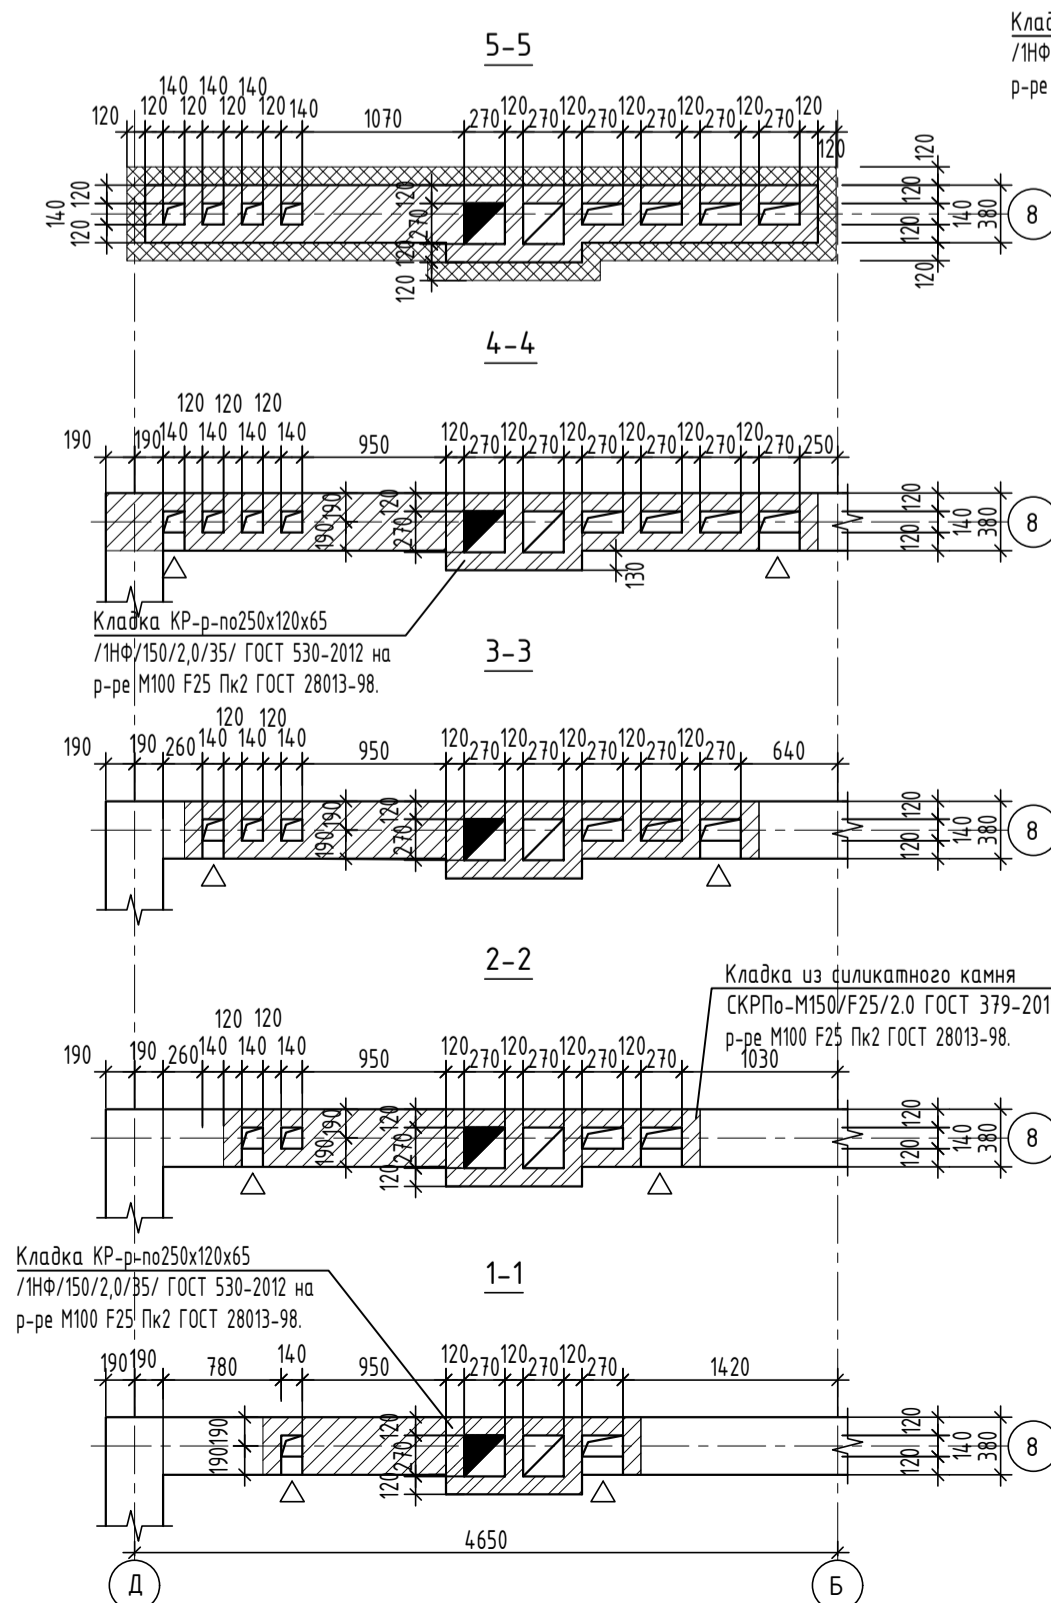 Клад
/1НФ
р-ре
5-5
140 140 140
120 120 120 120 120 140 1070 270 120 270 120 270 120 270 120 270 120 270 120
120
120 140 120
120 270 120 120
120 120 140 120 380 120
8
4-4
120 120 120
190 190 140 140 140 140 950 120 270 120 270 120 270 120 270 120 270 120 270 250
190 190 120 270
130
120 140 120 380
8
Кладка КР-р-по250х120х65
/1НФ/150/2,0/35/ ГОСТ 530-2012 на
р-ре М100 F25 Пк2 ГОСТ 28013-98.
3-3
120 120
190 190 260 140 140 140 950 120 270 120 270 120 270 120 270 120 270 640
190 190 120 270
120 140 120 380
8
2-2
Кладка из силикатного камня
СКРПо-М150/F25/2.0 ГОСТ 379-201
р-ре М100 F25 Пк2 ГОСТ 28013-98.
120 120
190 190 260 140 140 140 950 120 270 120 270 120 270 120 270 1030
190 190 120 270 120
120 140 120 380
8
Кладка КР-р-по250х120х65
/1НФ/150/2,0/35/ ГОСТ 530-2012 на
р-ре М100 F25 Пк2 ГОСТ 28013-98.
1-1
190 190 780 140 950 120 270 120 270 120 270 1420
190 190 120 270 120
120 140 120 380
8
4650
Д
Б